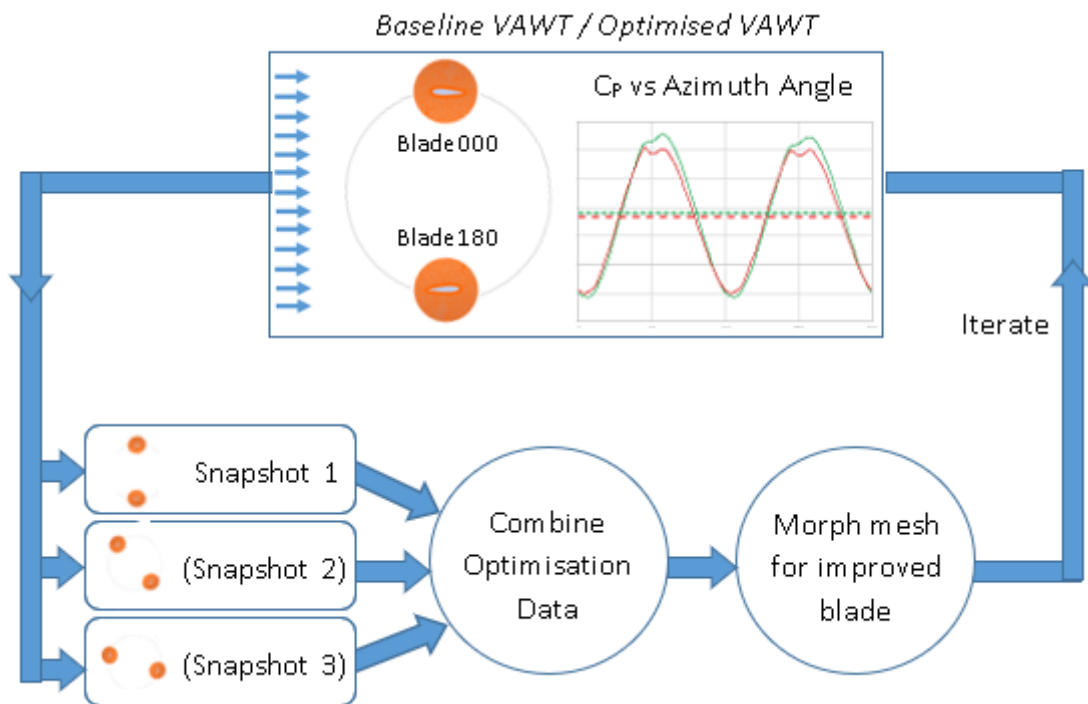 Baseline VAWT / Optimised VAWT
CP vs Azimuth Angle
Blade000
Blade180
Iterate
Snapshot 1
(Snapshot 2)
(Snapshot 3)
Combine
Optimisation
Data
Morph mesh
for improved
blade